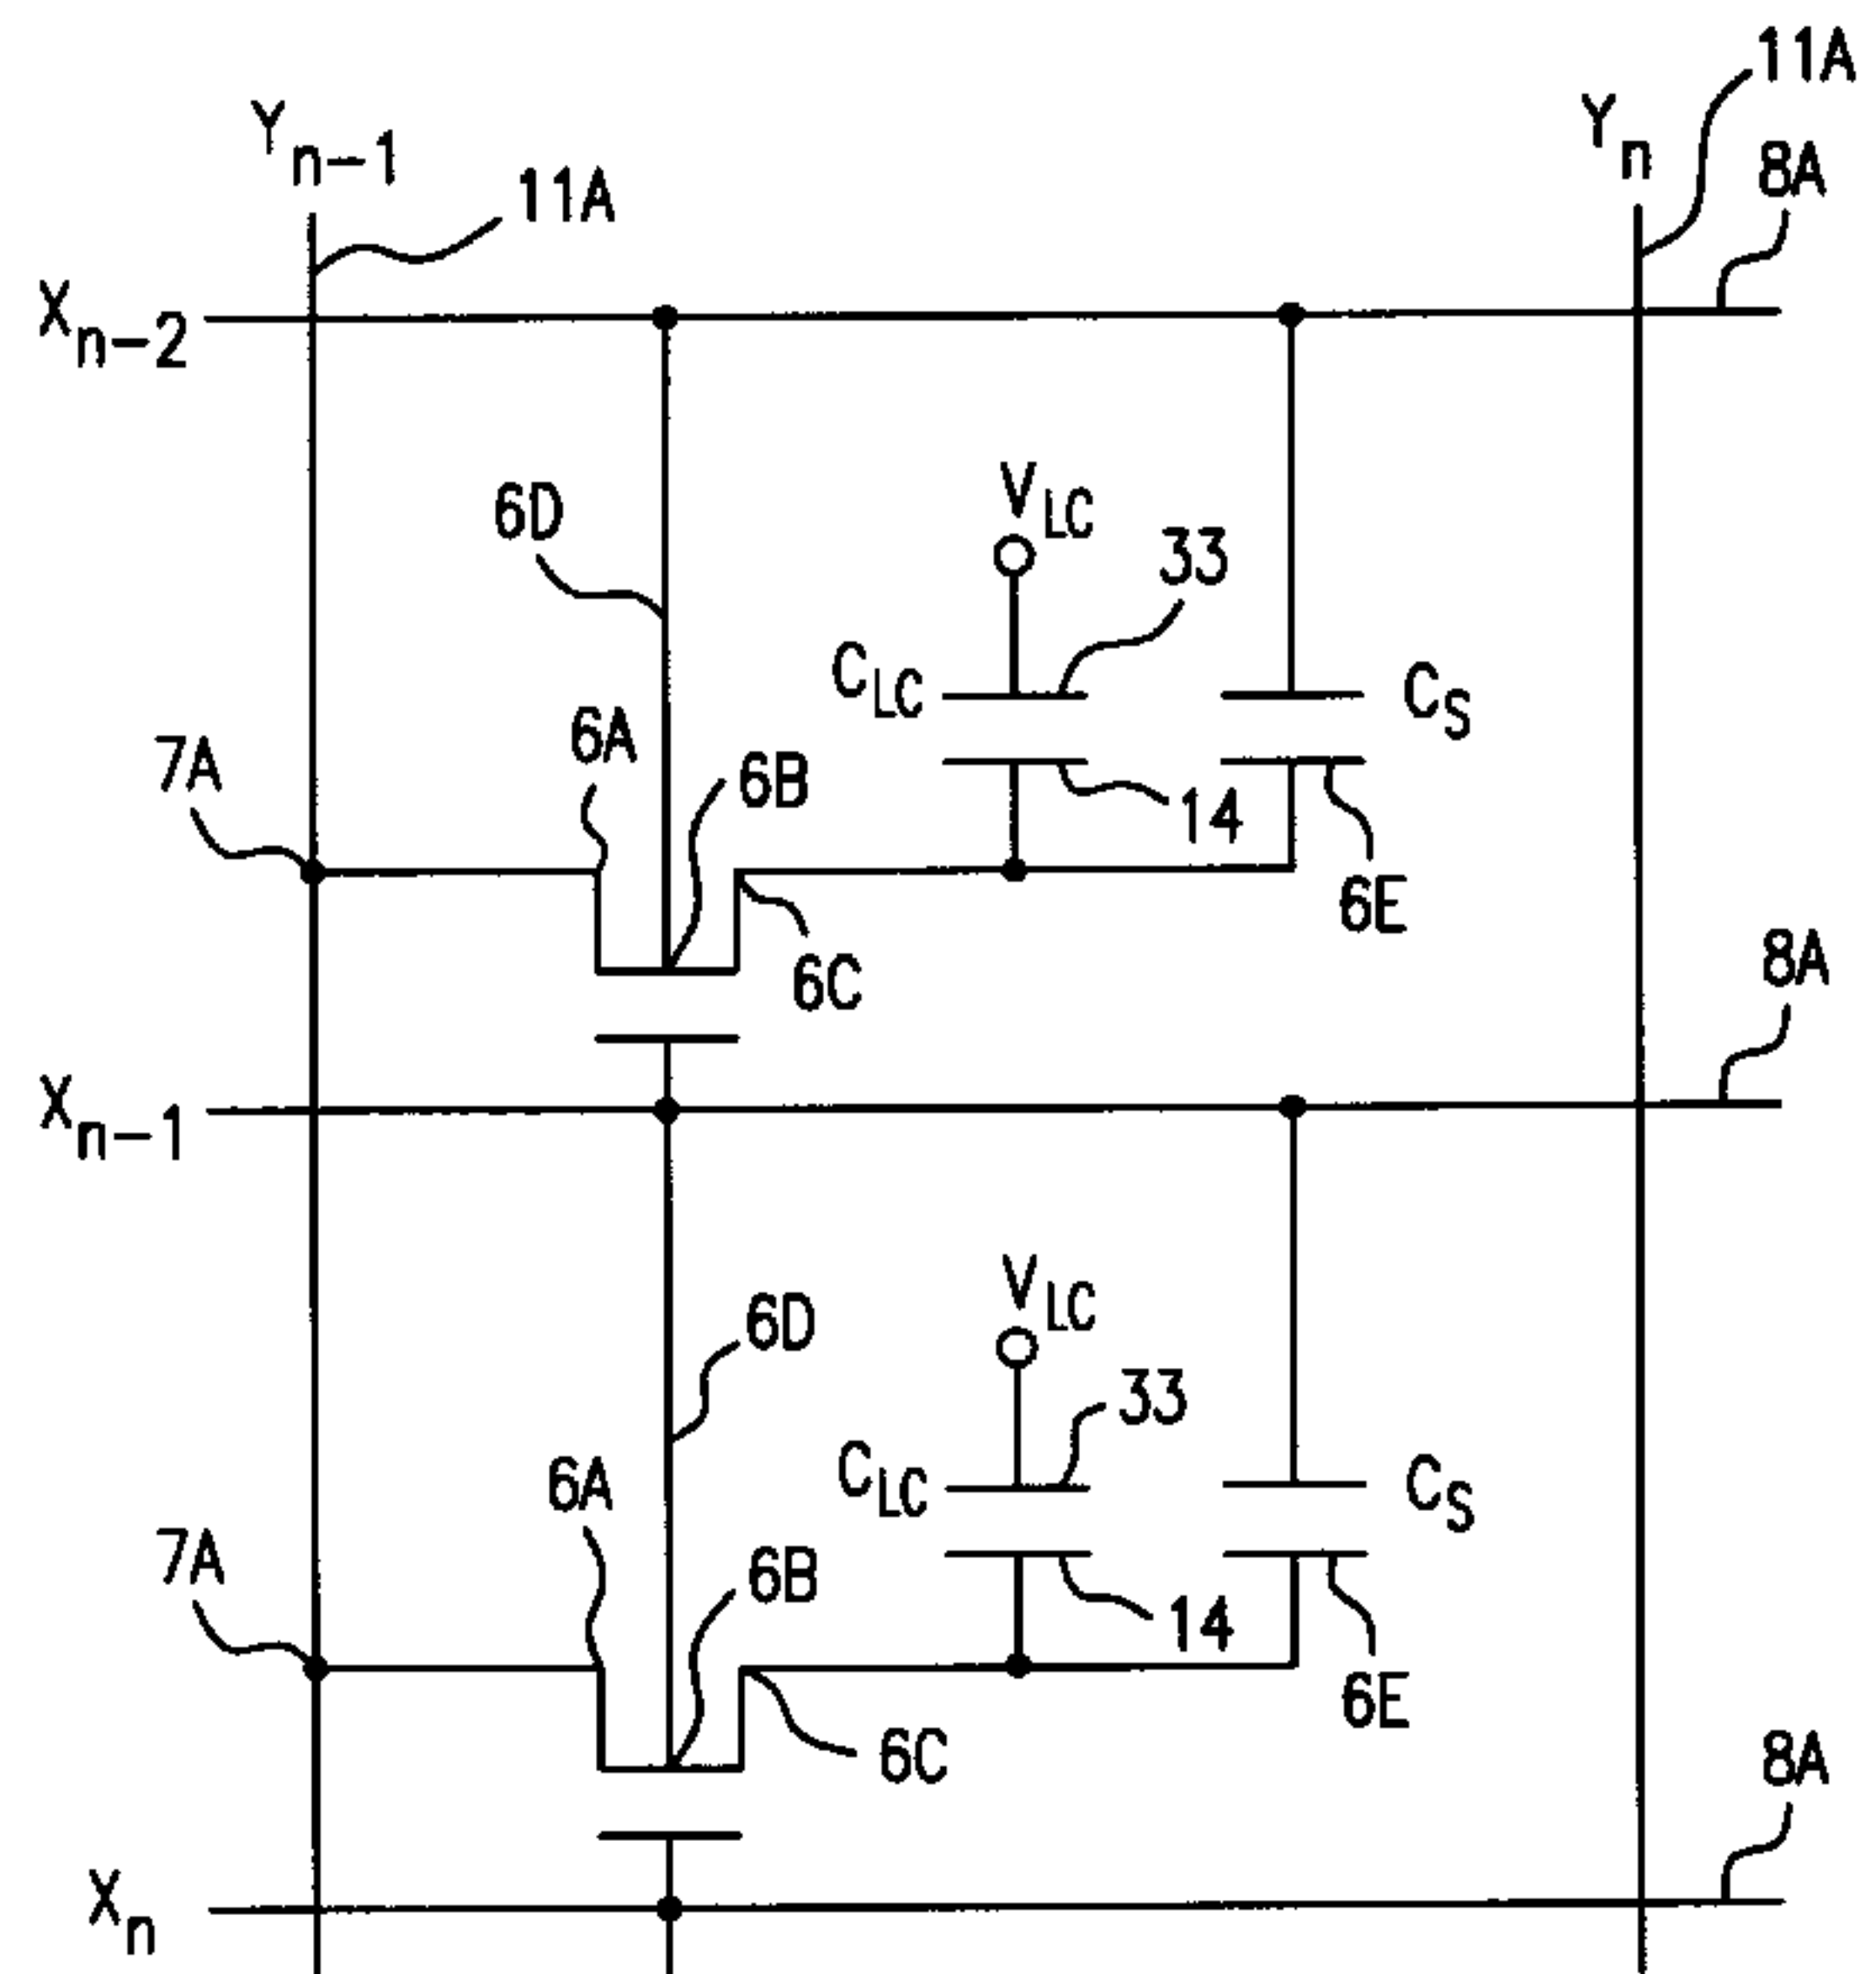 11A
Yn-1
Yn
11A
8A
Xn-2
6D
VLC
33
CLC
CS
6A
7A
6B
14
6E
6C
8A
Xn-1
6D
VLC
33
CLC
CS
6A
7A
6B
14
6E
6C
8A
Xn